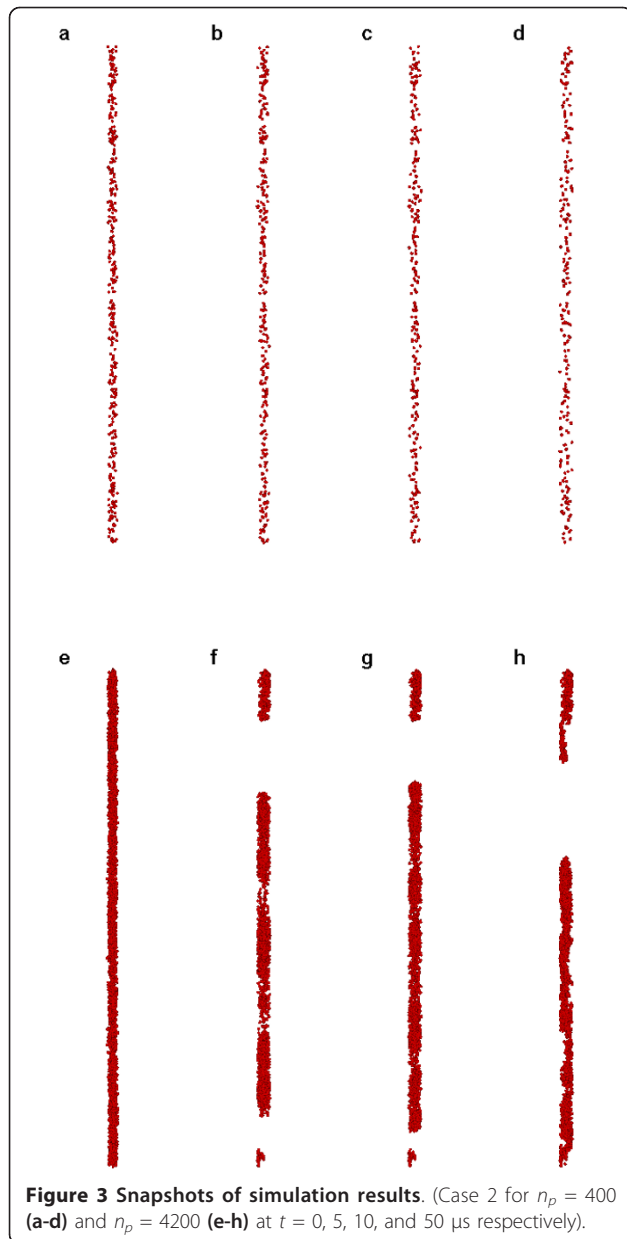 a b c d
e f g h
Figure 3 Snapshots of simulation results. (Case 2 for n_p = 400
(a-d) and n_p = 4200 (e-h) at t = 0, 5, 10, and 50 μs respectively).